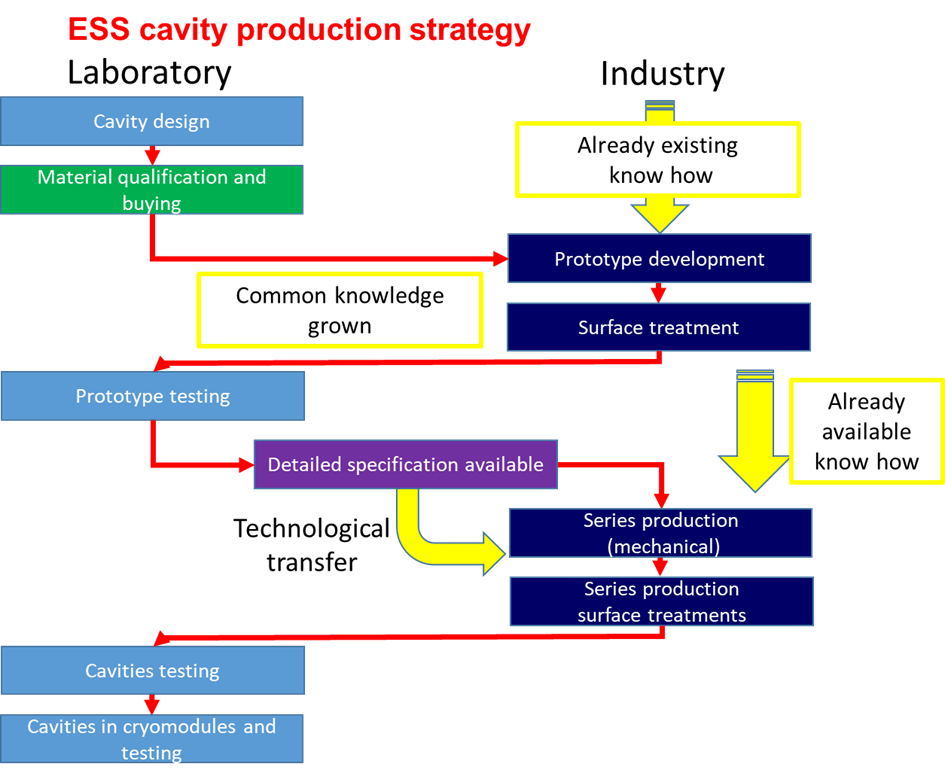 ESS cavity production strategy
Laboratory
Industry
Cavity design
Already existing
know how
Material qualification and
buying
Prototype development
Common knowledge
grown
Surface treatment
Prototype testing
Already
available
know how
Detailed specification available
Technological
transfer
Series production
(mechanical)
Series production
surface treatments
Cavities testing
Cavities in cryomodules and
testing